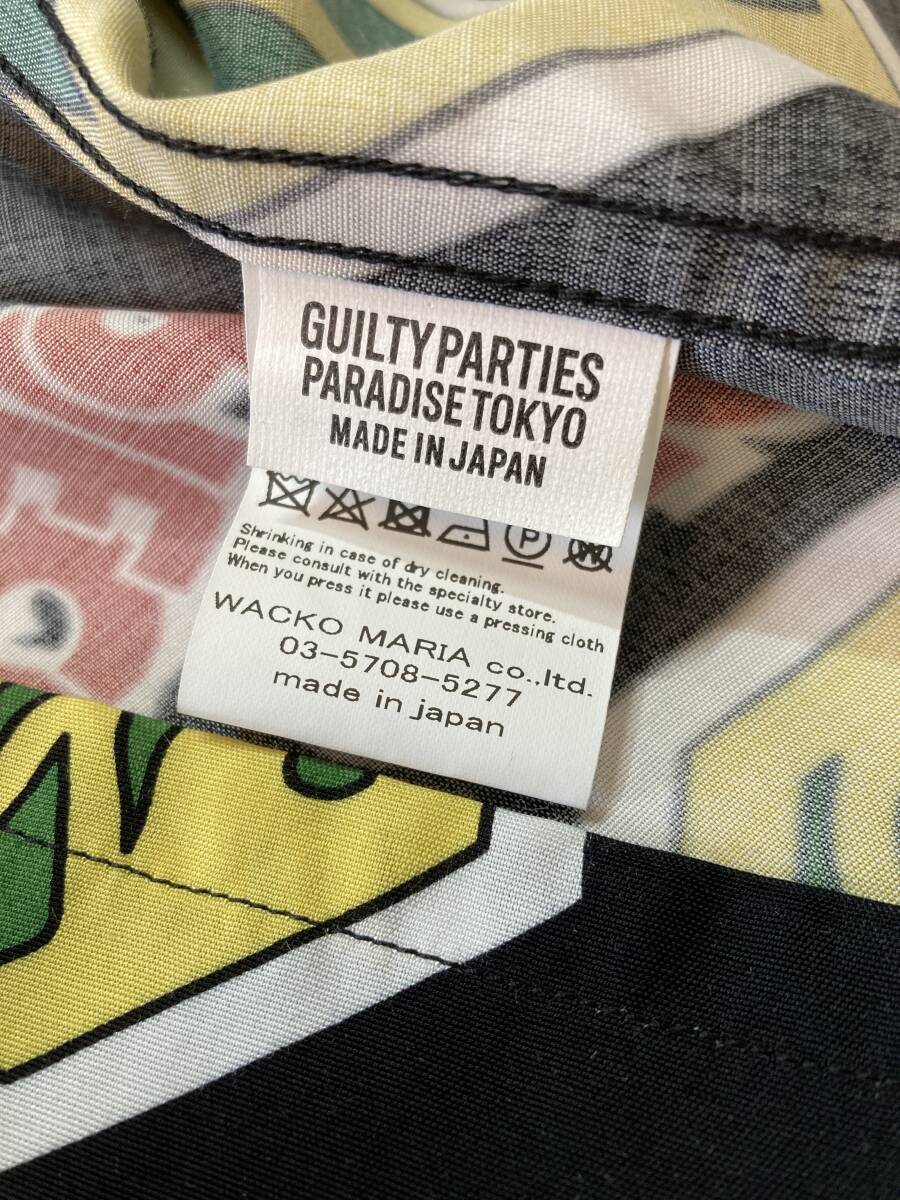 GUILTY PARTIES
PARADISE TOKYO
MADE IN JAPAN
P
W
Shrinking in case of dry cleaning.
Please consult with the specialty store.
When you press it please use a pressing cloth
WACKO MARIA co.,ltd.
03-5708-5277
made in japan